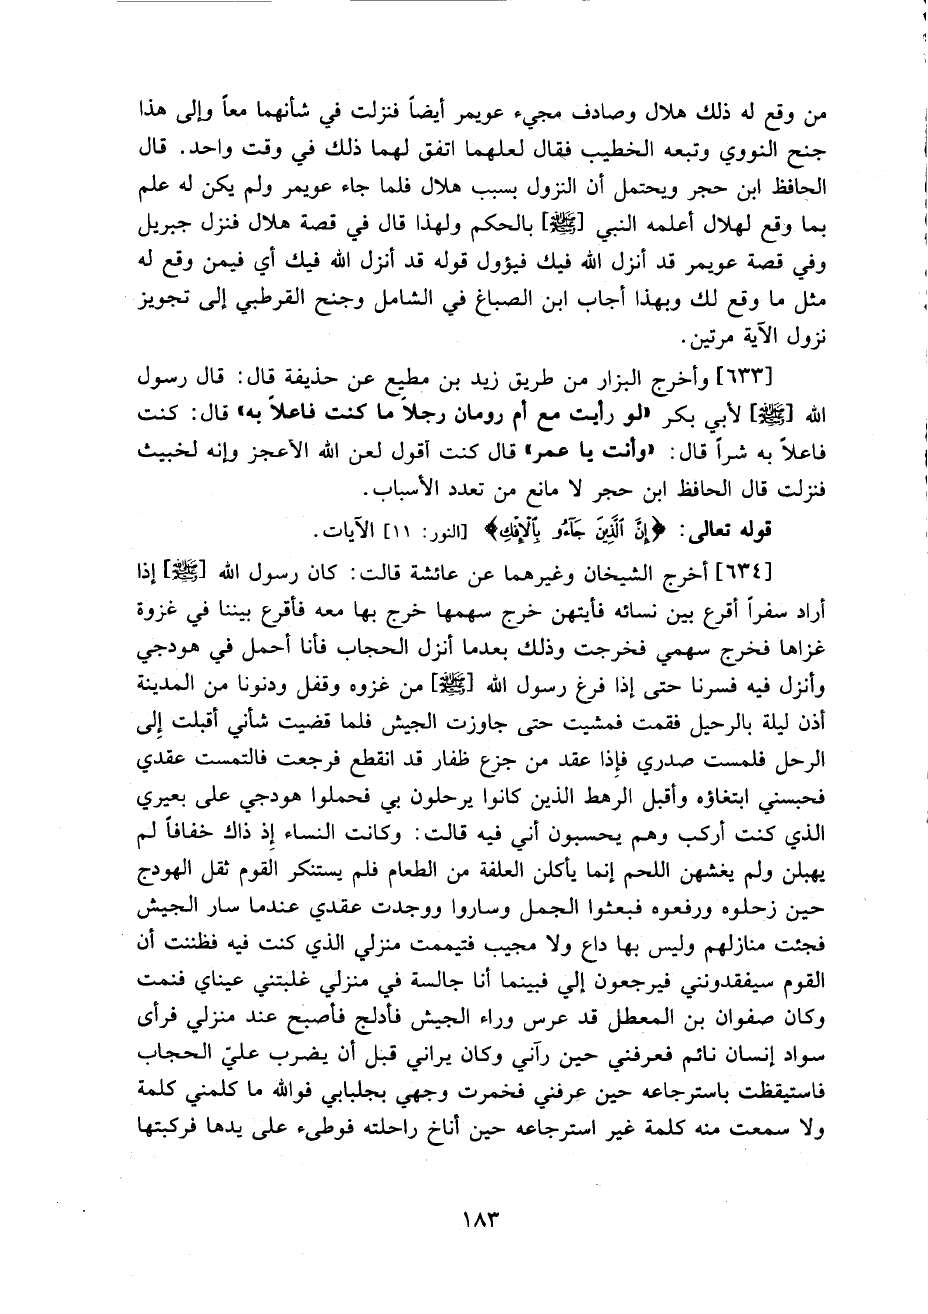 من وقع له ذلك هلال وصادف مجيء عويمر أيضاً فنزلت في شأنهما معاً وإلى هذا
جنح النووي وتبعه الخطيب فقال لعلهما اتفق لهما ذلك في وقت واحد. قال
الحافظ ابن حجر ويحتمل أن النزول بسبب هلال فلما جاء عويمر ولم يكن له علم
بما وقع لهلال أعلمه النبي [ﷺ] بالحكم ولهذا قال في قصة هلال فنزل جبريل
وفي قصة عويمر قد أنزل الله فيك فيؤول قوله قد أنزل الله فيك أي فيمن وقع له
مثل ما وقع لك وبهذا أجاب ابن الصباغ في الشامل وجنح القرطبي إلى تجويز
نزول الآية مرتين.
[٦٣٣] وأخرج البزار من طريق زيد بن مطيع عن حذيفة قال: قال رسول
الله [ﷺ] لأبي بكر «لو رأيت مع أم رومان رجلاً ما كنت فاعلاً به» قال: كنت
فاعلاً به شراً قال: «وأنت يا عمر» قال كنت أقول لعن الله الأعجز وإنه لخبيث
فنزلت قال الحافظ ابن حجر لا مانع من تعدد الأسباب.
قوله تعالى: ﴿إِنَّ ٱلَّذِينَ جَآءُو بِٱلْإِفْكِ﴾ [النور: ١١] الآيات.
[٦٣٤] أخرج الشيخان وغيرهما عن عائشة قالت: كان رسول الله [ﷺ] إذا
أراد سفراً أقرع بين نسائه فأيتهن خرج سهمها خرج بها معه فأقرع بيننا في غزوة
غزاها فخرج سهمي فخرجت وذلك بعدما أنزل الحجاب فأنا أحمل في هودجي
وأنزل فيه فسرنا حتى إذا فرغ رسول الله [ﷺ] من غزوه وقفل ودنونا من المدينة
أذن ليلة بالرحيل فقمت فمشيت حتى جاوزت الجيش فلما قضيت شأني أقبلت إلى
الرحل فلمست صدري فإذا عقد من جزع ظفار قد انقطع فرجعت فالتمست عقدي
فحبسني ابتغاؤه وأقبل الرهط الذين كانوا يرحلون بي فحملوا هودجي على بعيري
الذي كنت أركب وهم يحسبون أني فيه قالت: وكانت النساء إذ ذاك خفافاً لم
يهبلن ولم يغشهن اللحم إنما يأكلن العلفة من الطعام فلم يستنكر القوم ثقل الهودج
حين زحلوه ورفعوه فبعثوا الجمل وساروا ووجدت عقدي عندما سار الجيش
فجئت منازلهم وليس بها داع ولا مجيب فتيممت منزلي الذي كنت فيه فظننت أن
القوم سيفقدونني فيرجعون إلي فبينما أنا جالسة في منزلي غلبتني عيناي فنمت
وكان صفوان بن المعطل قد عرس وراء الجيش فأدلج فأصبح عند منزلي فرأى
سواد إنسان نائم فعرفني حين رآني وكان يراني قبل أن يضرب عليّ الحجاب
فاستيقظت باسترجاعه حين عرفني فخمرت وجهي بجلبابي فوالله ما كلمني كلمة
ولا سمعت منه كلمة غير استرجاعه حين أناخ راحلته فوطىء على يدها فركبتها
١٨٣